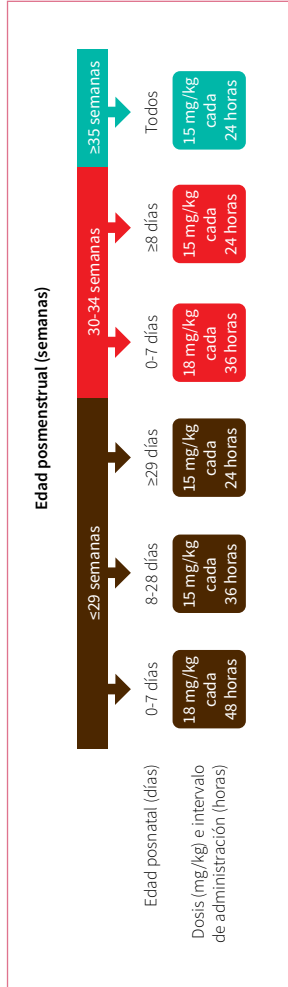 Edad posmenstrual (semanas)
≤29 semanas
30-34 semanas
≥35 semanas
Edad posnatal (días)
0-7 días
8-28 días
≥29 días
0-7 días
≥8 días
Todos
Dosis (mg/kg) e intervalo
de administración (horas)
18 mg/kg
cada
48 horas
15 mg/kg
cada
36 horas
15 mg/kg
cada
24 horas
18 mg/kg
cada
36 horas
15 mg/kg
cada
24 horas
15 mg/kg
cada
24 horas